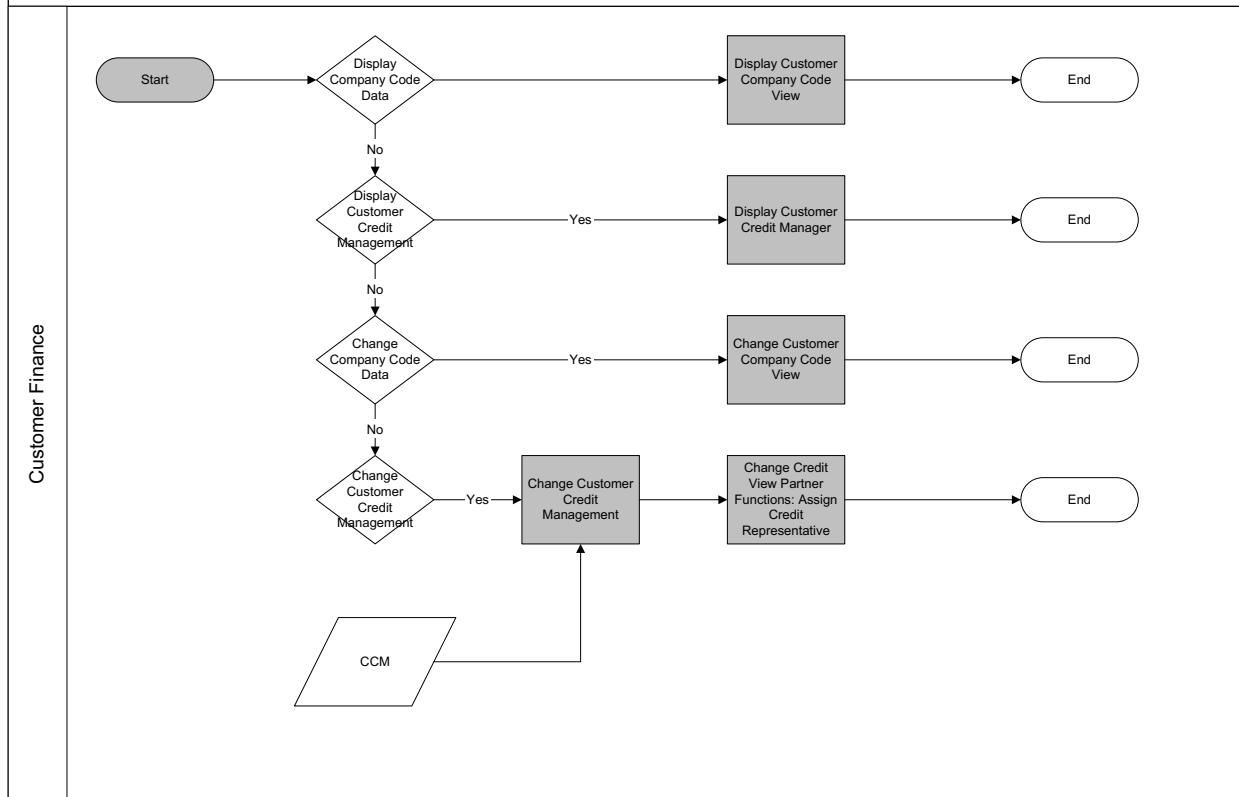 Customer Finance
Start
Display
Company Code
Data
Display Customer
Company Code
View
End
No
Display
Customer
Credit
Management
Yes
Display Customer
Credit Manager
End
No
Change
Company Code
Data
Yes
Change Customer
Company Code
View
End
No
Change
Customer
Credit
Management
Yes
Change Customer
Credit
Management
Change Credit
View Partner
Functions: Assign
Credit
Representative
End
CCM